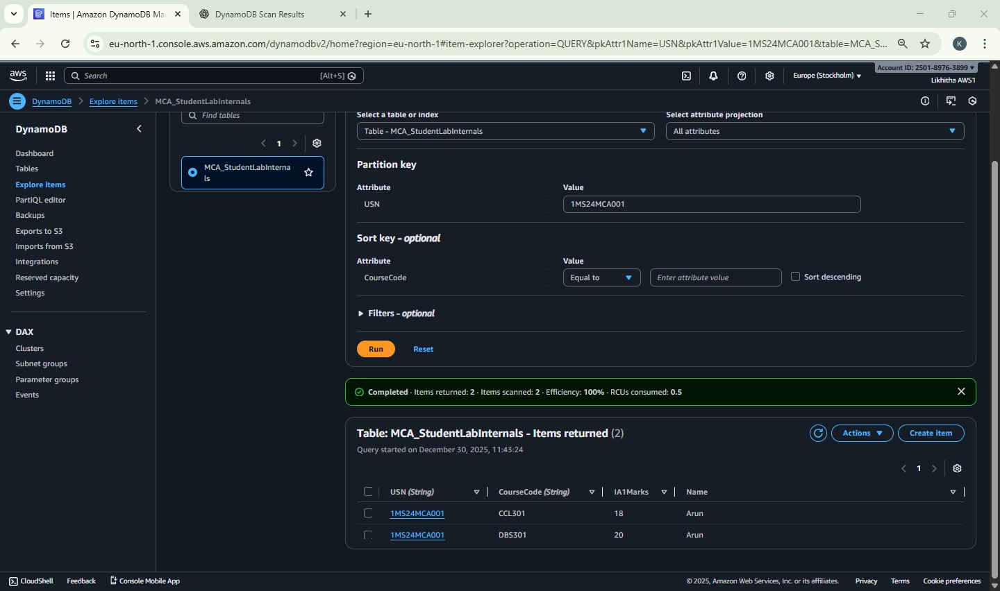 Items | Amazon DynamoDB Ma
DynamoDB Scan Results
eu-north-1.console.aws.amazon.com/dynamodbv2/home?region=eu-north-1#item-explorer?operation=QUERY&pkAttr1Name=USN&pkAttr1Value=1MS24MCA001&table=MCA_S...
K
aws
Search
[Alt+S]
Europe (Stockholm)
Account ID: 2501-8976-3899
Likhitha AWS1
DynamoDB
Explore items
MCA_StudentLabInternals
DynamoDB
Dashboard
Tables
Explore items
PartiQL editor
Backups
Exports to S3
Imports from S3
Integrations
Reserved capacity
Settings
DAX
Clusters
Subnet groups
Parameter groups
Events
Find tables
1
MCA_StudentLabInterna
ls
Select a table or index
Select attribute projection
Table - MCA_StudentLabInternals
All attributes
Partition key
Attribute
Value
USN
1MS24MCA001
Sort key - optional
Attribute
Value
CourseCode
Equal to
Enter attribute value
Sort descending
Filters - optional
Run
Reset
Completed · Items returned: 2 · Items scanned: 2 · Efficiency: 100% · RCUs consumed: 0.5
Table: MCA_StudentLabInternals - Items returned (2)
Actions
Create item
Query started on December 30, 2025, 11:43:24
1
USN (String)
CourseCode (String)
IA1Marks
Name
1MS24MCA001
CCL301
18
Arun
1MS24MCA001
DBS301
20
Arun
CloudShell
Feedback
Console Mobile App
© 2025, Amazon Web Services, Inc. or its affiliates.
Privacy
Terms
Cookie preferences